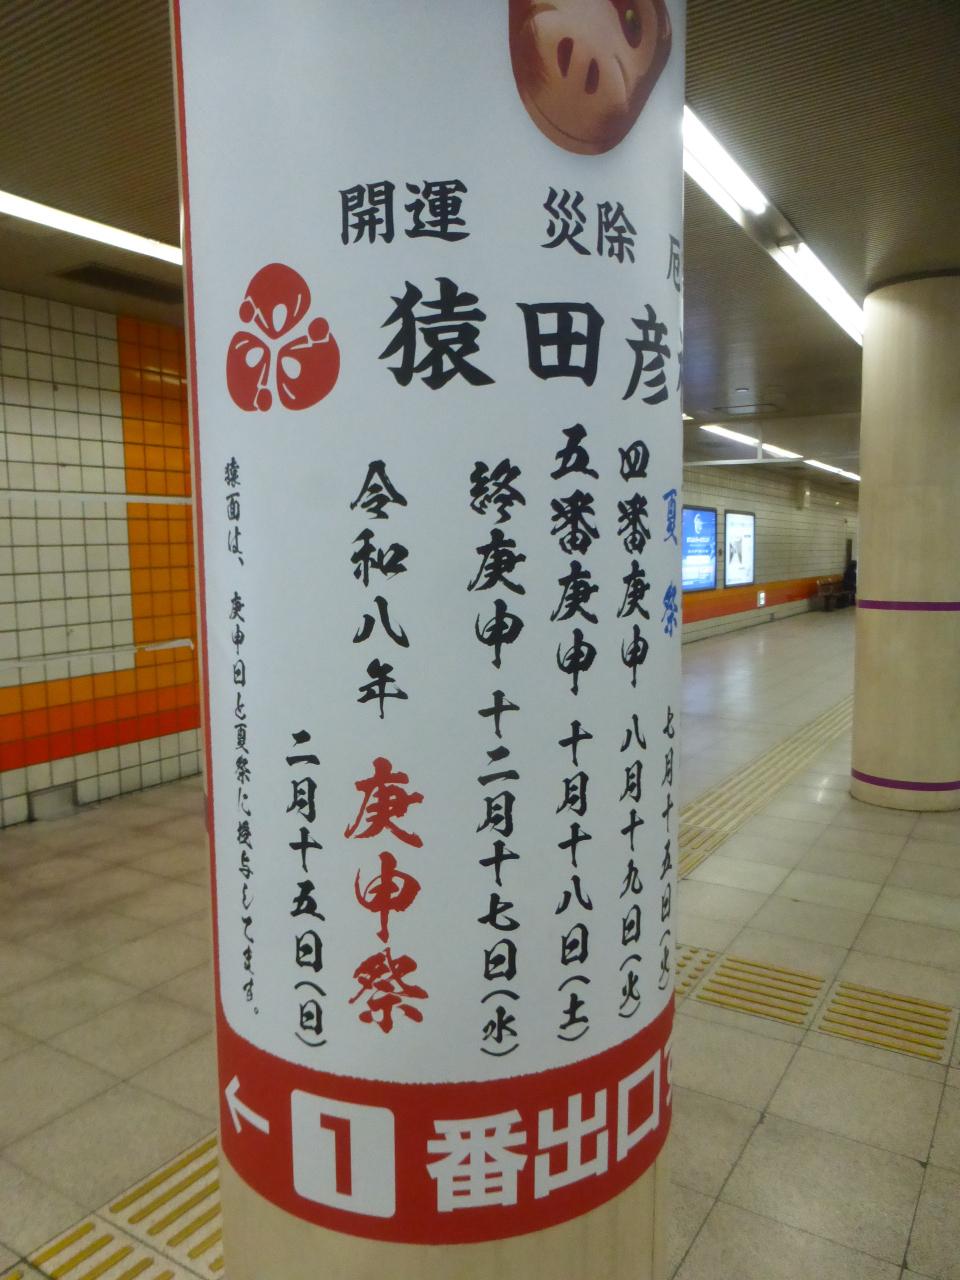 開運 災除 厄
猿田彦
夏祭 七月十五日(火)
四番庚申 八月十九日(火)
五番庚申 十月十八日(土)
終庚申 十二月十七日(水)
令和八年 庚申祭
二月十五日(日)
猿面は、庚申日と夏祭に授与してます。
← 1 番出口